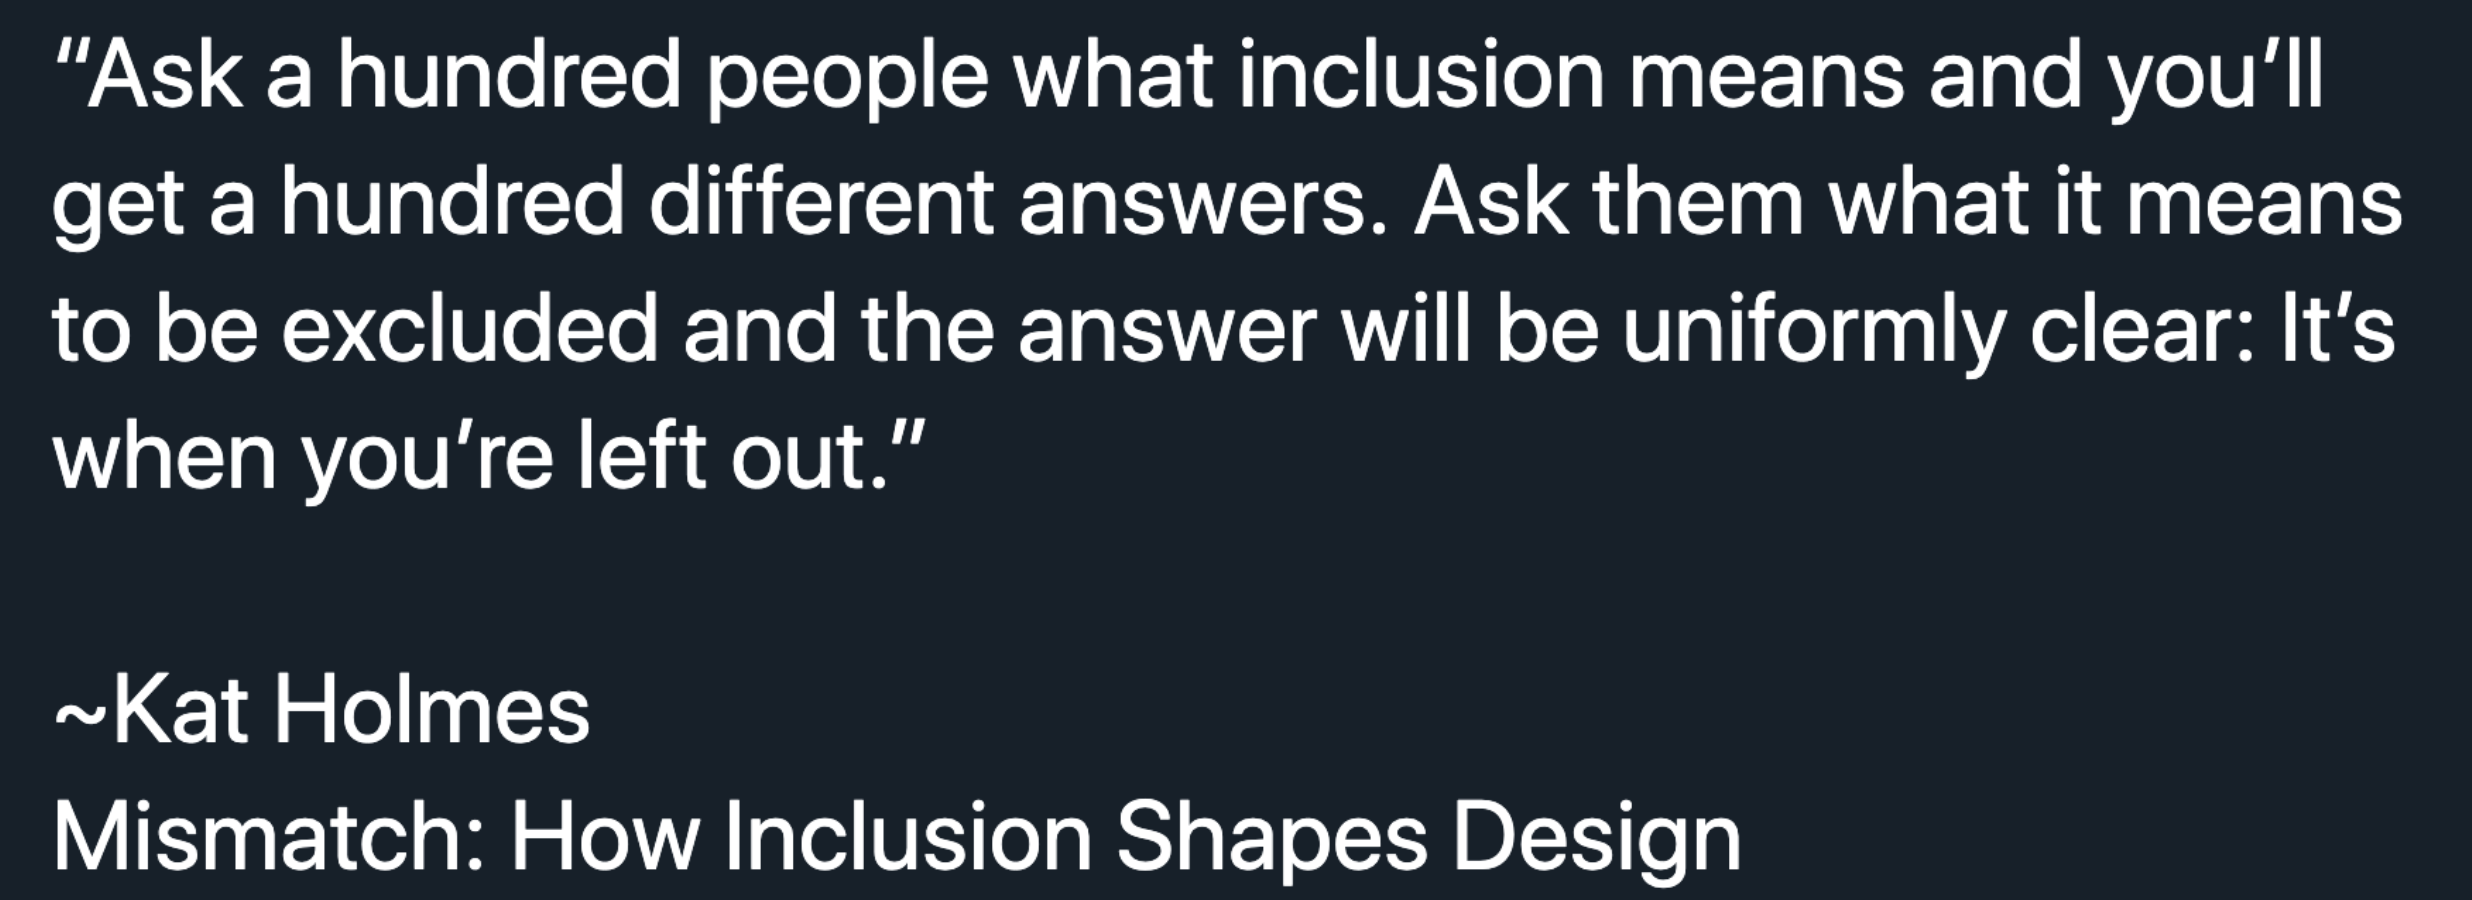 “Ask a hundred people what inclusion means and you’ll
get a hundred different answers. Ask them what it means
to be excluded and the answer will be uniformly clear: It’s
when you’re left out.”
~Kat Holmes
Mismatch: How Inclusion Shapes Design